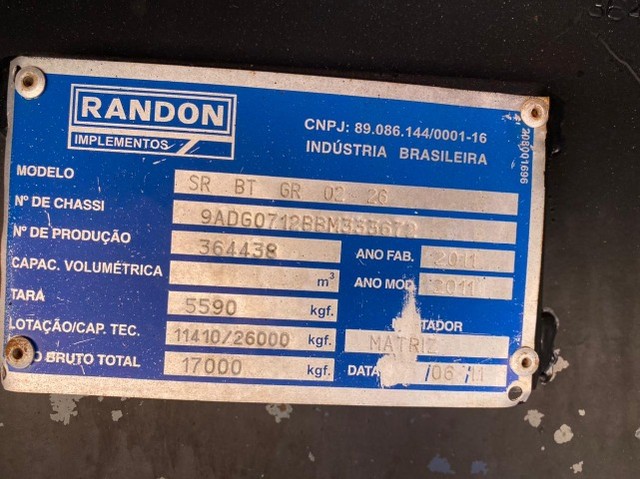 RANDON
IMPLEMENTOS
CNPJ: 89.086.144/0001-16
INDÚSTRIA BRASILEIRA
MODELO SR BT GR 02 26
Nº DE CHASSI
Nº DE PRODUÇÃO 364438 ANO FAB. 2011
CAPAC. VOLUMÉTRICA m³ ANO MOD. 2011
TARA 5590 kgf.
LOTAÇÃO/CAP. TEC. 11410/26000 kgf. MATRIZ
BRUTO TOTAL 17000 kgf. DATA /06 11